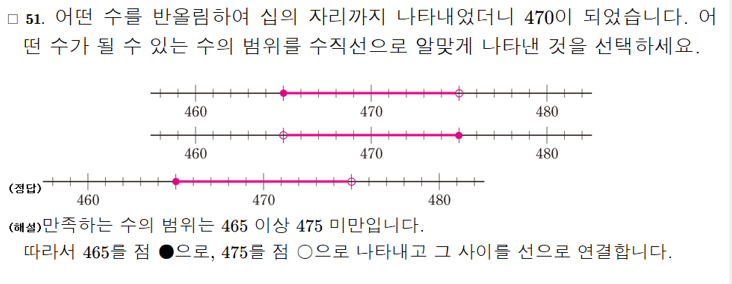 □ 51. 어떤 수를 반올림하여 십의 자리까지 나타내었더니 470이 되었습니다. 어
떤 수가 될 수 있는 수의 범위를 수직선으로 알맞게 나타낸 것을 선택하세요.
460 470 480
460 470 480
(정답)
460 470 480
(해설)만족하는 수의 범위는 465 이상 475 미만입니다.
따라서 465를 점 ●으로, 475를 점 ○으로 나타내고 그 사이를 선으로 연결합니다.